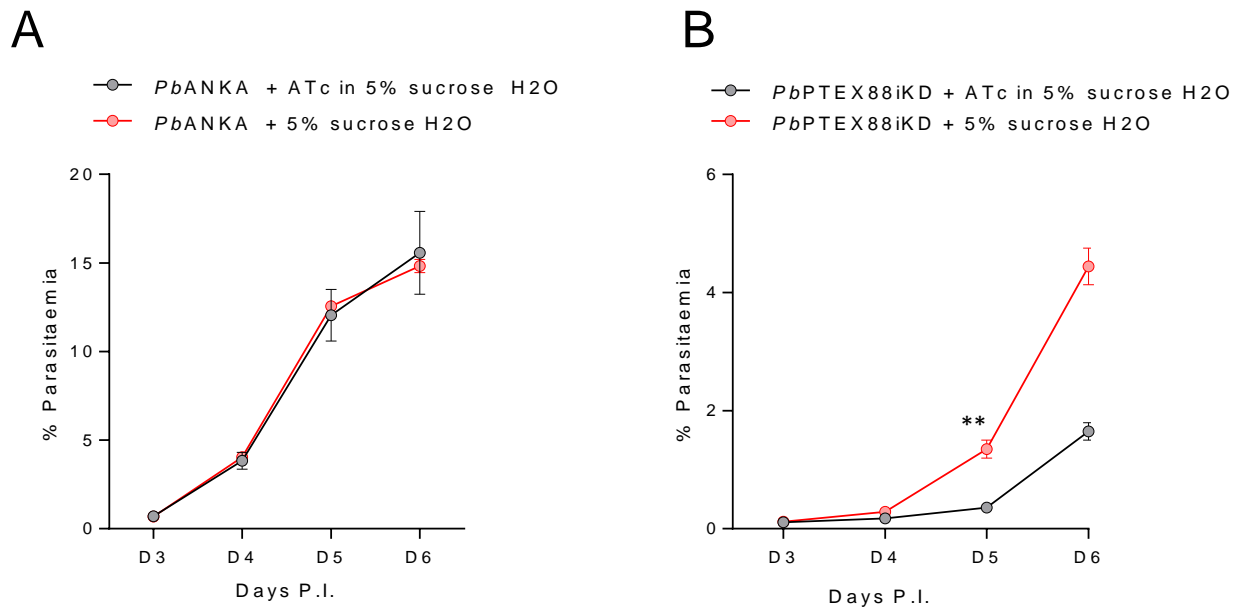 A
PbANKA + ATc in 5% sucrose H2O
PbANKA + 5% sucrose H2O
20
15
10
5
0
% Parasitaemia
D3 D4 D5 D6
Days P.I.
B
PbPTEX88iKD + ATc in 5% sucrose H2O
PbPTEX88iKD + 5% sucrose H2O
6
4
2
0
% Parasitaemia
**
D3 D4 D5 D6
Days P.I.